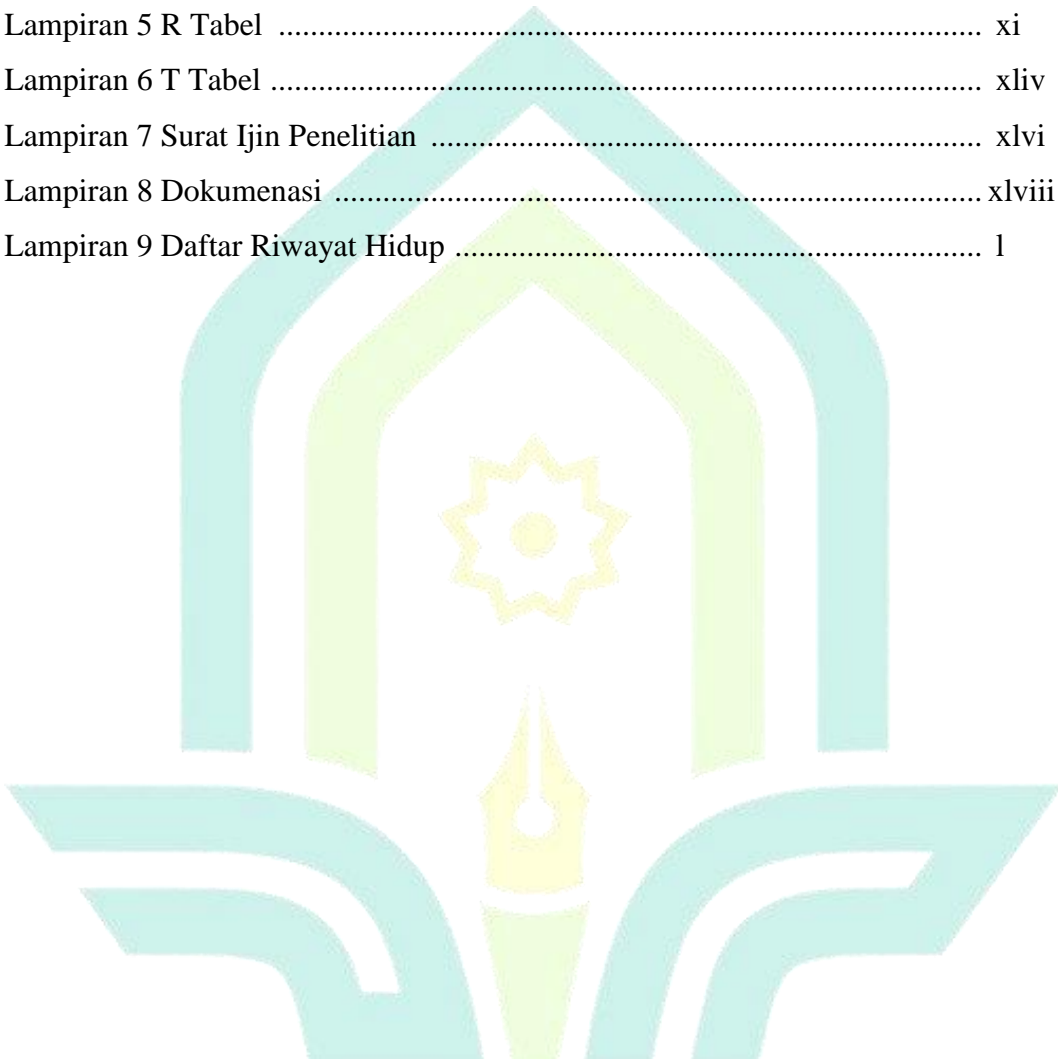 Lampiran 5 R Tabel ........................................................................... xi
Lampiran 6 T Tabel ............................................................................ xliv
Lampiran 7 Surat Ijin Penelitian ........................................................... xlvi
Lampiran 8 Dokumenasi ..................................................................... xlviii
Lampiran 9 Daftar Riwayat Hidup ........................................................ l